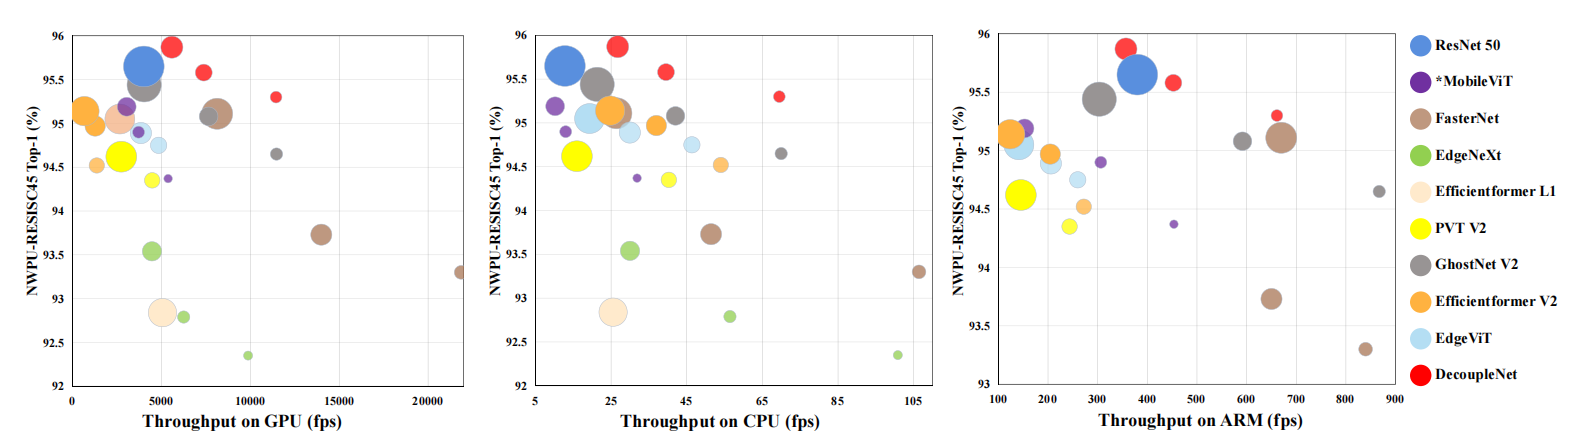 NWPU-RESISC45 Top-1 (%)
96
95.5
95
94.5
94
93.5
93
92.5
92
0
5000
10000
15000
20000
Throughput on GPU (fps)
NWPU-RESISC45 Top-1 (%)
96
95.5
95
94.5
94
93.5
93
92.5
92
5
25
45
65
85
105
Throughput on CPU (fps)
NWPU-RESISC45 Top-1 (%)
96
95.5
95
94.5
94
93.5
93
100
200
300
400
500
600
700
800
900
Throughput on ARM (fps)
ResNet 50
*MobileViT
FasterNet
EdgeNeXt
Efficientformer L1
PVT V2
GhostNet V2
Efficientformer V2
EdgeViT
DecoupleNet